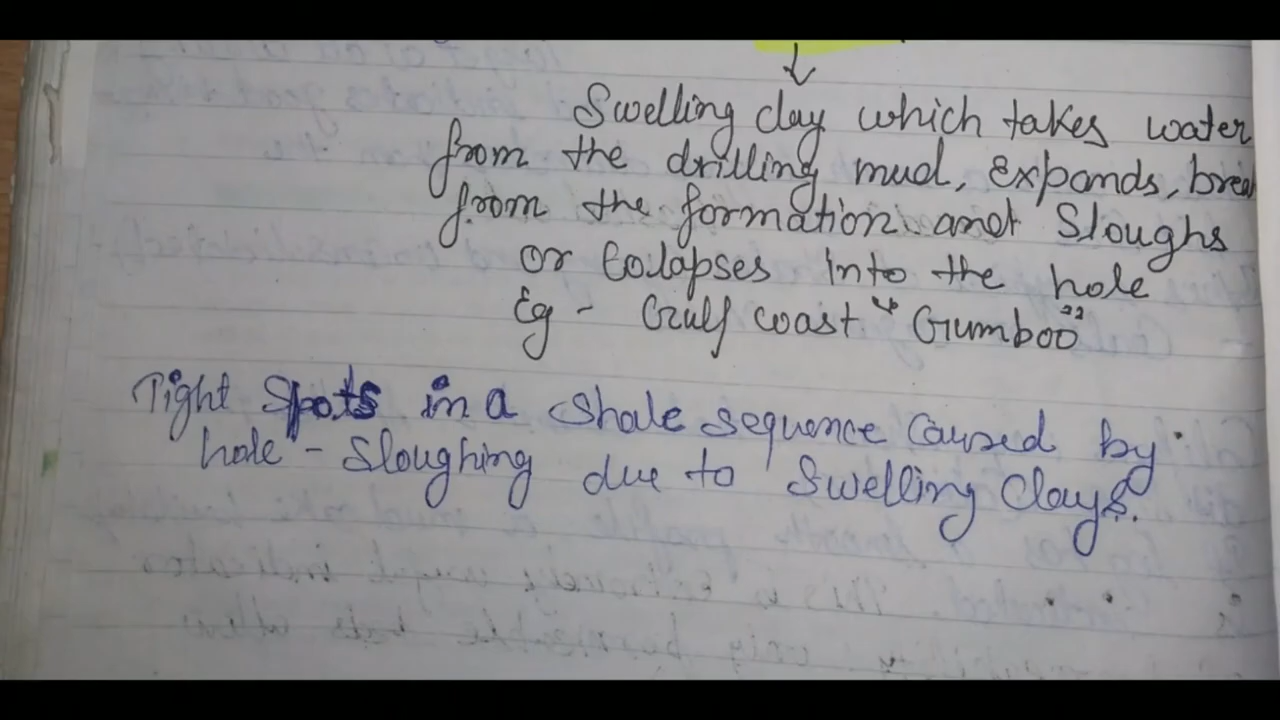 Swelling clay which takes water
from the drilling mud, expands,
from the formation and Sloughs
or Collapses into the hole
Eg - Gulf coast "Gumboo"
Tight Spots in a Shale sequence caused by
hole - Sloughing due to Swelling Clays.